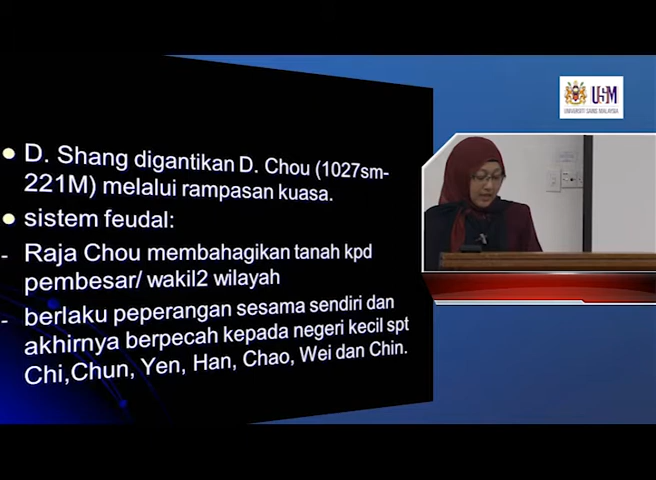 USM
UNIVERSITI SAINS MALAYSIA
D. Shang digantikan D. Chou (1027sm-
221M) melalui rampasan kuasa.
sistem feudal:
- Raja Chou membahagikan tanah kpd
pembesar/ wakil2 wilayah
- berlaku peperangan sesama sendiri dan
akhirnya berpecah kepada negeri kecil spt
Chi,Chun, Yen, Han, Chao, Wei dan Chin.